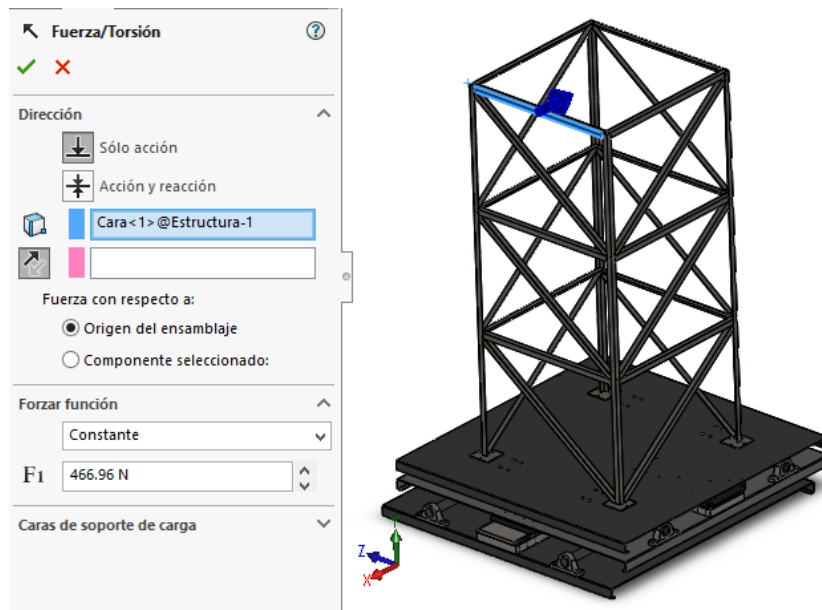 Fuerza/Torsión
?
Dirección
Sólo acción
Acción y reacción
Cara<1>@Estructura-1
Fuerza con respecto a:
Origen del ensamblaje
Componente seleccionado:
Forzar función
Constante
F1 466.96 N
Caras de soporte de carga
Y
Z
X